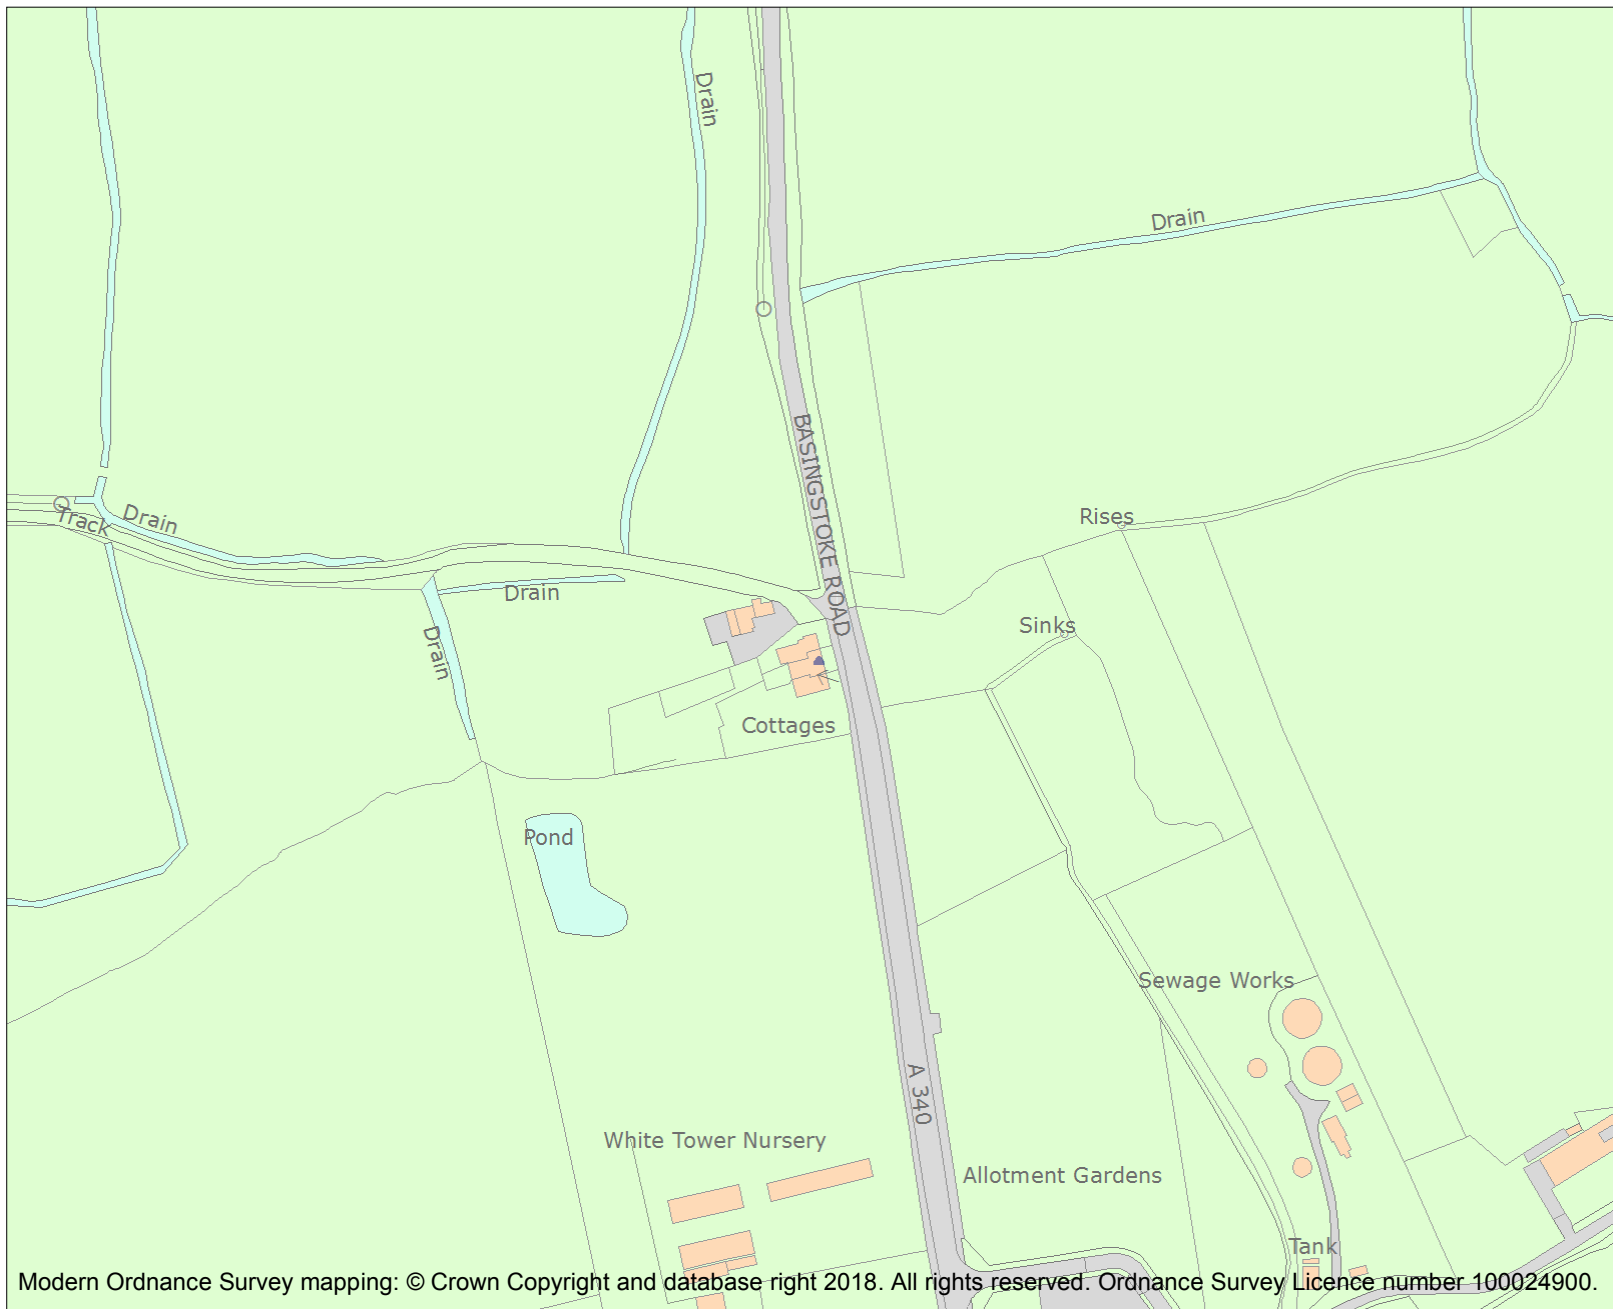 Drain
Drain
BASINGSTOKE ROAD
Track
Drain
Rises
Drain
Sinks
Drain
Cottages
Pond
Sewage Works
A 340
White Tower Nursery
Allotment Gardens
Tank
Modern Ordnance Survey mapping: © Crown Copyright and database right 2018. All rights reserved. Ordnance Survey Licence number 100024900.